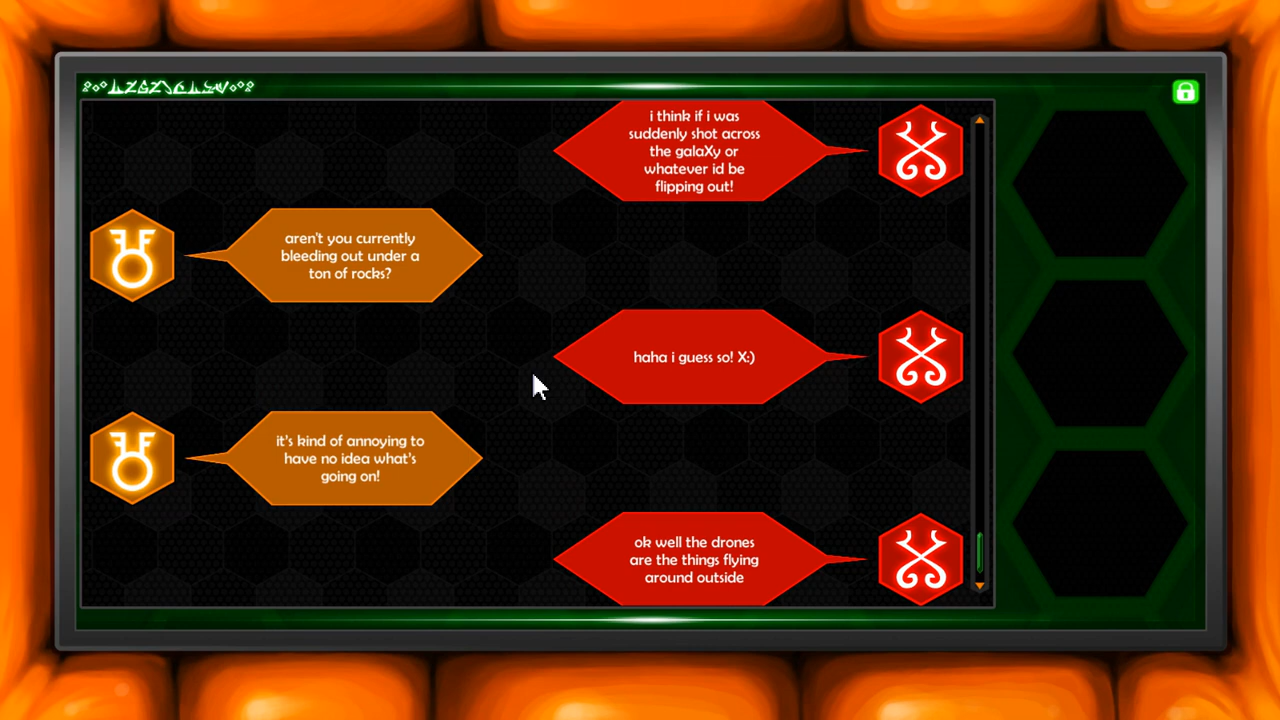 i think if i was
suddenly shot across
the galaXy or
whatever id be
flipping out!
aren't you currently
bleeding out under a
ton of rocks?
haha i guess so! X:)
it's kind of annoying to
have no idea what's
going on!
ok well the drones
are the things flying
around outside